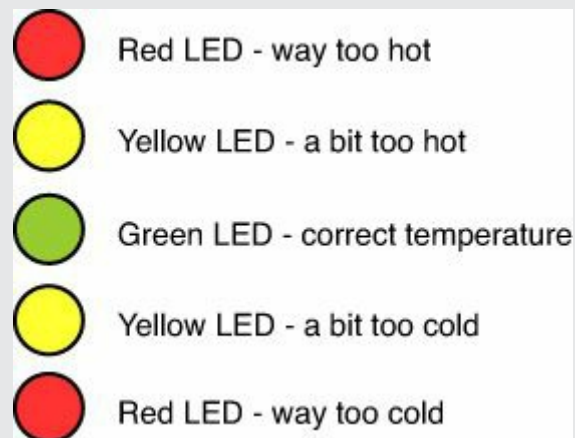 Red LED - way too hot
Yellow LED - a bit too hot
Green LED - correct temperature
Yellow LED - a bit too cold
Red LED - way too cold